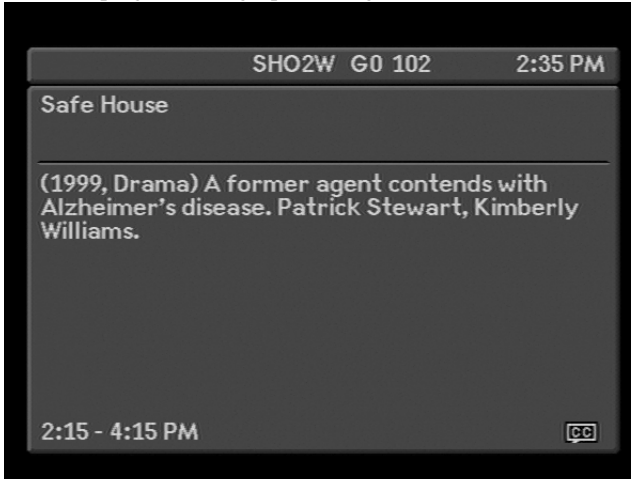 SHO2W G0 102 2:35 PM
Safe House
(1999, Drama) A former agent contends with
Alzheimer's disease. Patrick Stewart, Kimberly
Williams.
2:15 - 4:15 PM CC